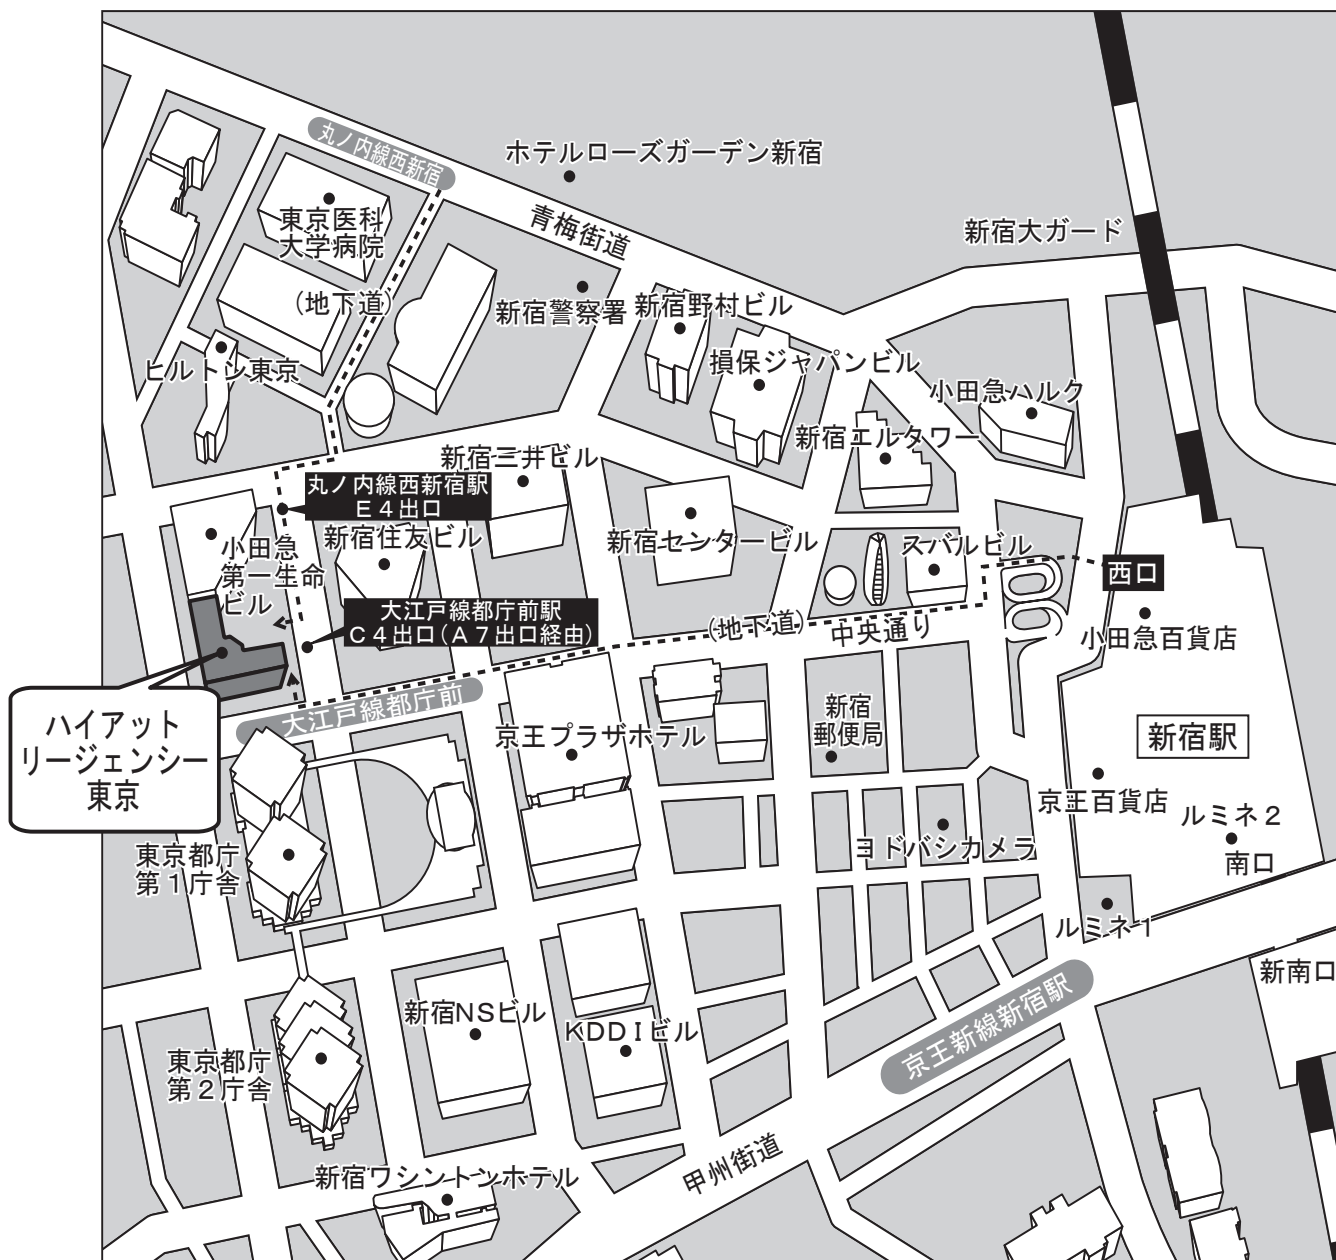 丸ノ内線西新宿
ホテルローズガーデン新宿
東京医科
大学病院
青梅街道
新宿大ガード
(地下道)
新宿警察署
新宿野村ビル
ヒルトン東京
損保ジャパンビル
小田急ハルク
新宿三井ビル
新宿エルタワー
丸ノ内線西新宿駅
E4出口
小田急
第一生命
ビル
新宿住友ビル
新宿センタービル
スバルビル
西口
大江戸線都庁前駅
C4出口(A7出口経由)
(地下道)
中央通り
小田急百貨店
ハイアット
リージェンシー
東京
大江戸線都庁前
京王プラザホテル
新宿
郵便局
新宿駅
京王百貨店
ルミネ2
南口
東京都庁
第1庁舎
ヨドバシカメラ
ルミネ1
新南口
新宿NSビル
KDDIビル
京王新線新宿駅
東京都庁
第2庁舎
甲州街道
新宿ワシントンホテル